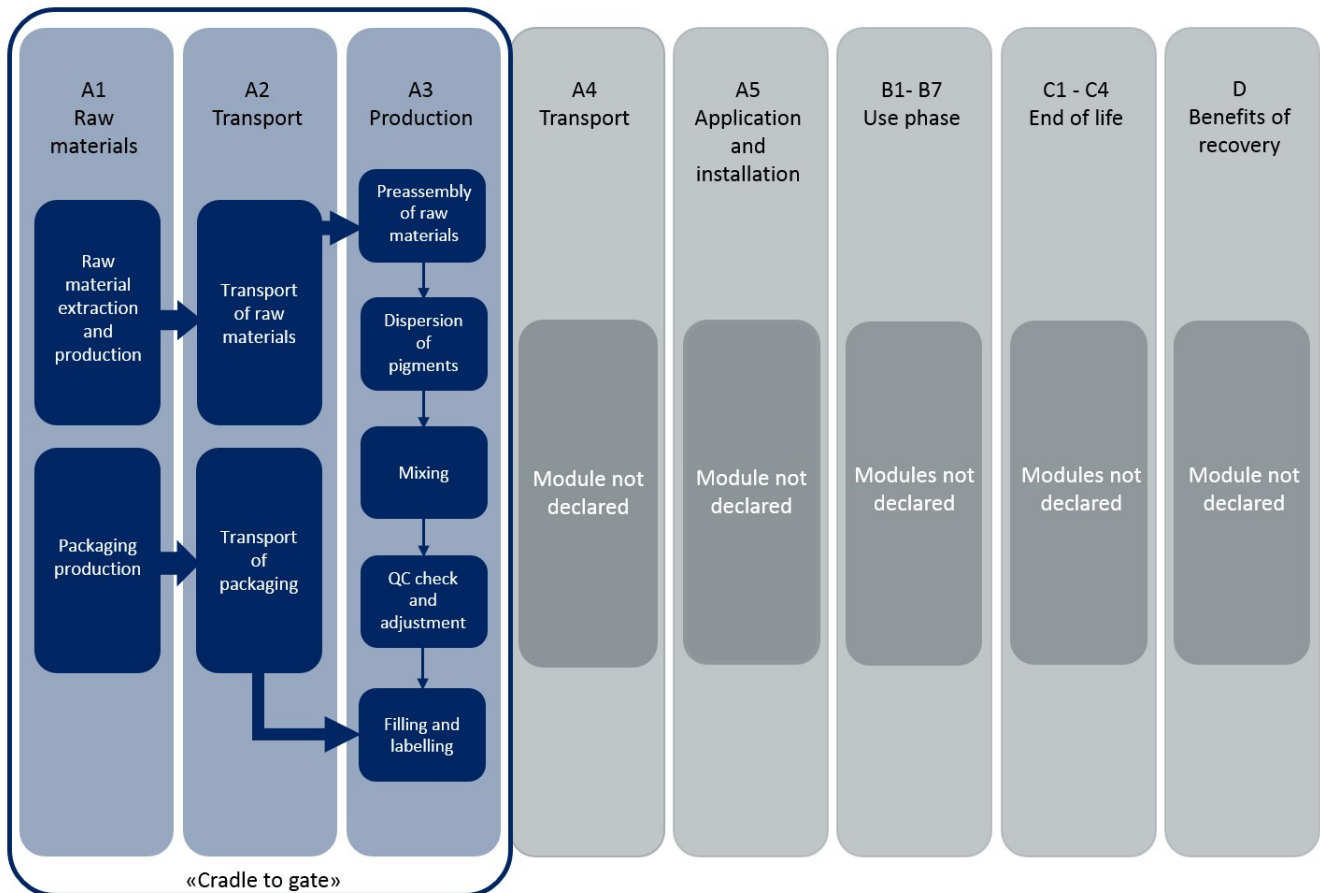 A1
Raw
materials
A2
Transport
A3
Production
A4
Transport
A5
Application
and
installation
B1- B7
Use phase
C1 - C4
End of life
D
Benefits of
recovery
Raw
material
extraction
and
production
Packaging
production
Transport
of raw
materials
Transport
of
packaging
Preassembly
of raw
materials
Dispersion
of
pigments
Mixing
QC check
and
adjustment
Filling and
labelling
Module not
declared
Module not
declared
Modules not
declared
Modules not
declared
Module not
declared
«Cradle to gate»